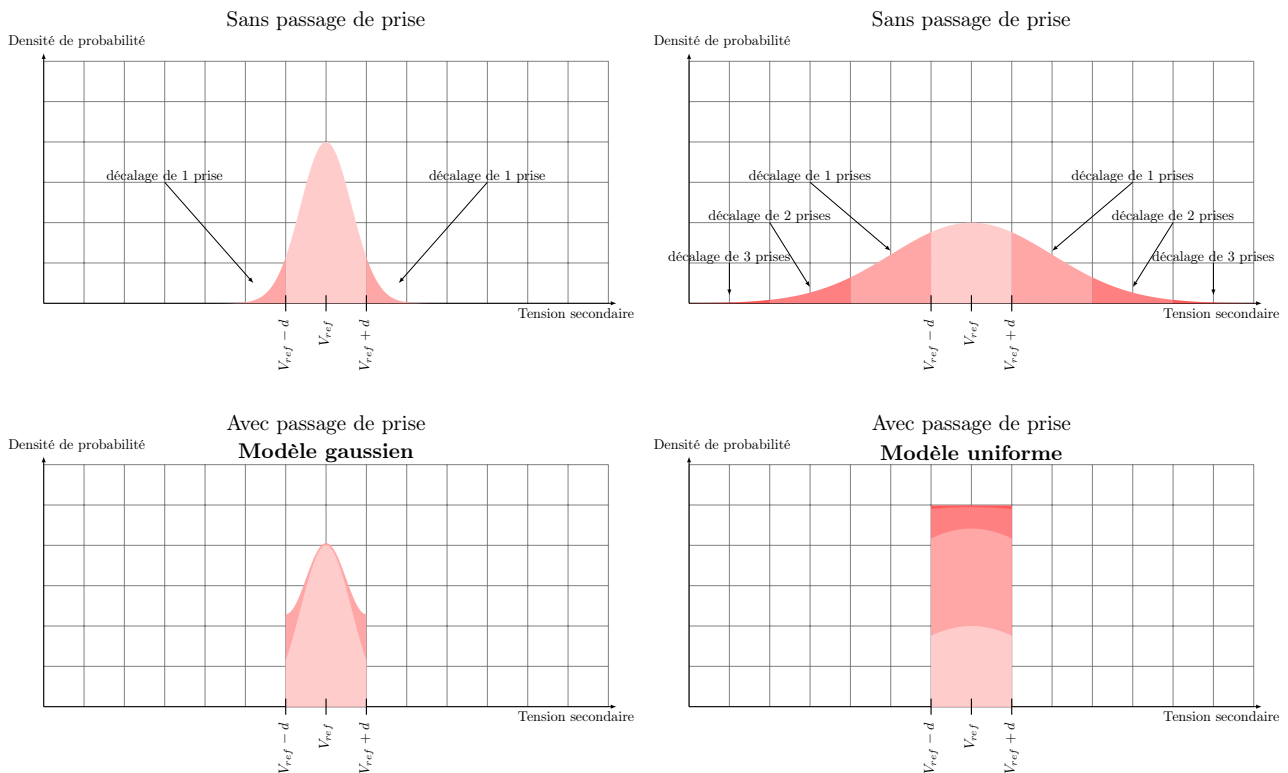 Sans passage de prise
Densité de probabilité
décalage de 1 prise
décalage de 1 prise
Tension secondaire
V_ref − d
V_ref
V_ref + d
Sans passage de prise
Densité de probabilité
décalage de 1 prises
décalage de 1 prises
décalage de 2 prises
décalage de 2 prises
décalage de 3 prises
décalage de 3 prises
Tension secondaire
V_ref − d
V_ref
V_ref + d
Avec passage de prise
Densité de probabilité
Modèle gaussien
Tension secondaire
V_ref − d
V_ref
V_ref + d
Avec passage de prise
Densité de probabilité
Modèle uniforme
Tension secondaire
V_ref − d
V_ref
V_ref + d